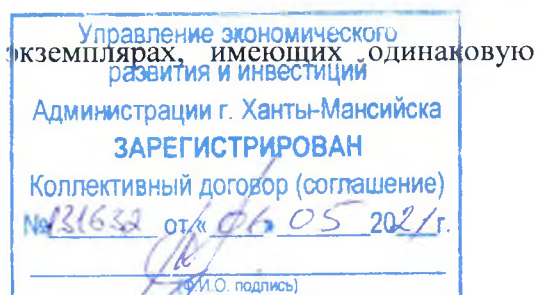 Управление экономического
экземплярах, имеющих одинаковую
развития и инвестиций
Администрации г. Ханты-Мансийска
ЗАРЕГИСТРИРОВАН
Коллективный договор (соглашение)
№131632 от « 06 » 05 2021г.
(Ф.И.О. подпись)